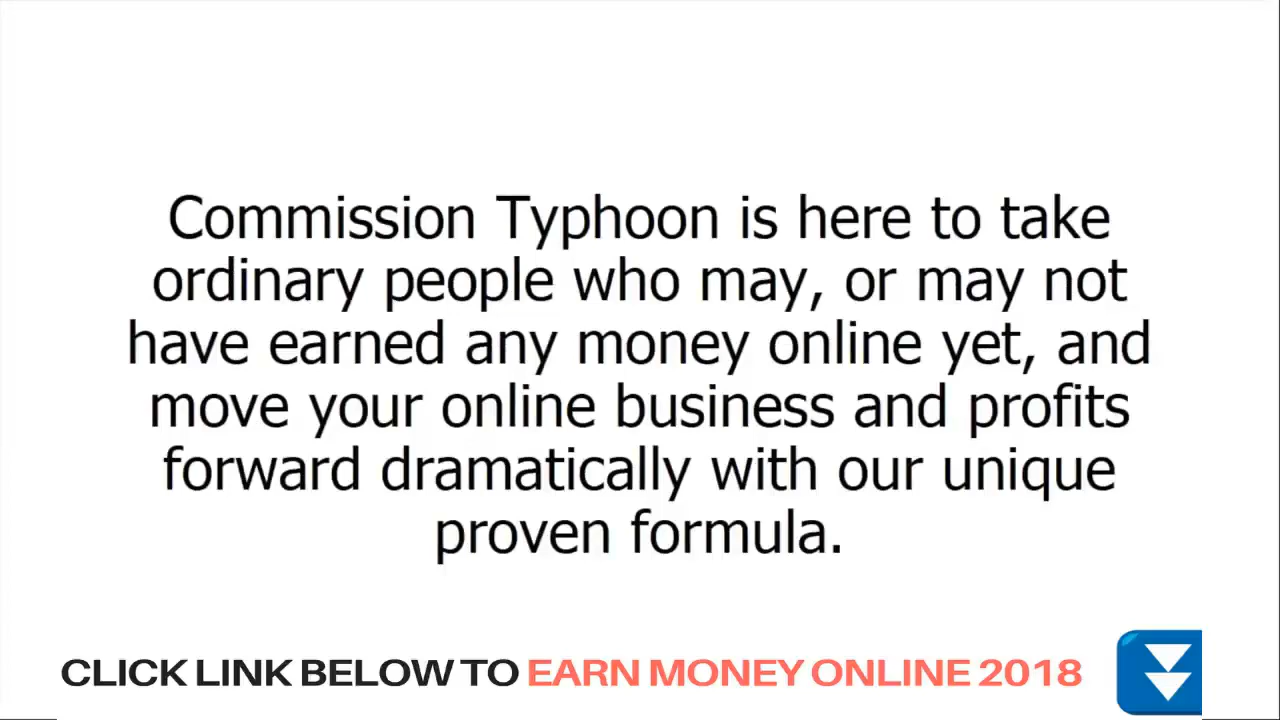 Commission Typhoon is here to take
ordinary people who may, or may not
have earned any money online yet, and
move your online business and profits
forward dramatically with our unique
proven formula.
CLICK LINK BELOW TO EARN MONEY ONLINE 2018